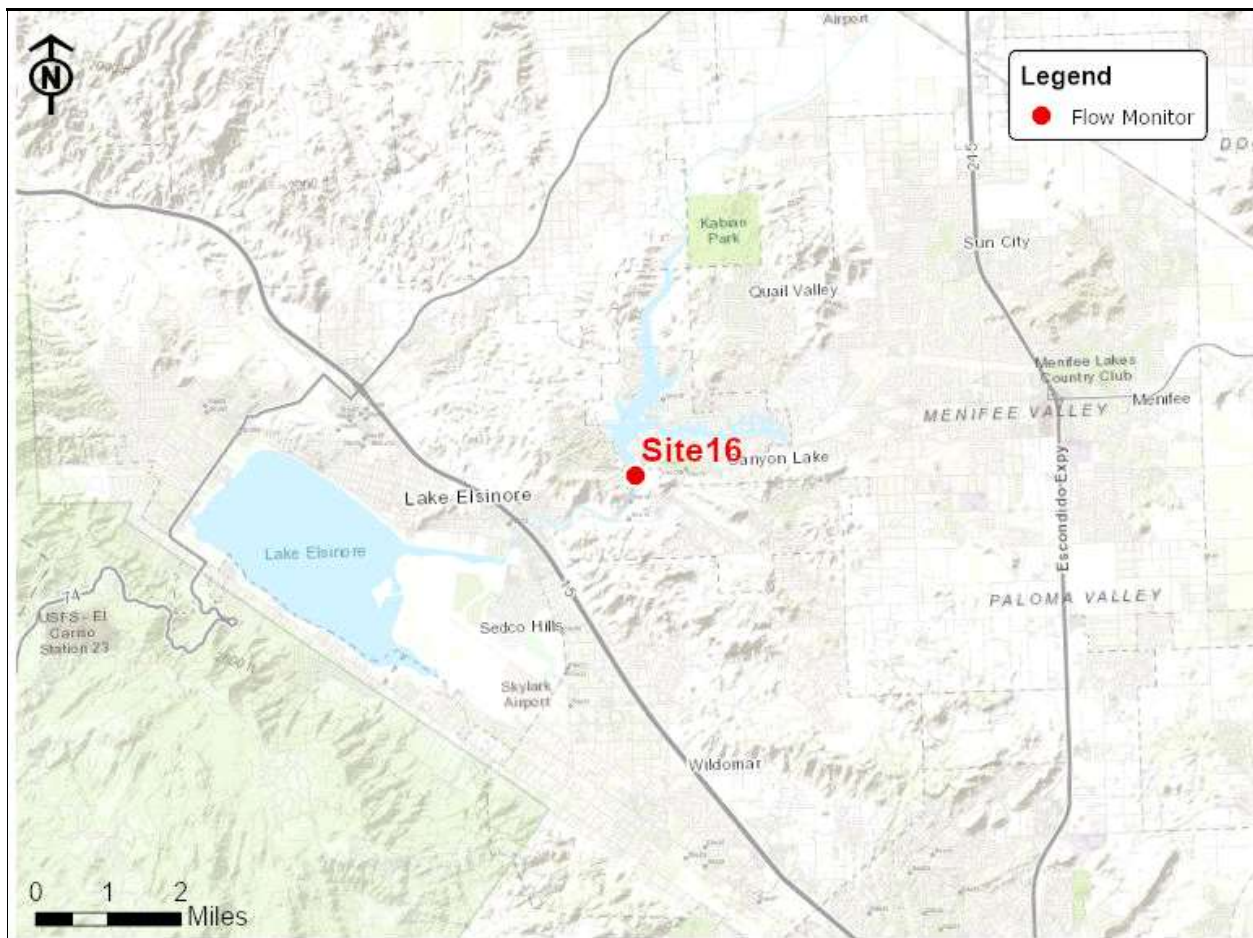 Airport
N
Legend
Flow Monitor
215
Kabian
Park
Sun City
Quail Valley
Menifee Lakes
Country Club
Menifee
MENIFEE VALLEY
Site16
Canyon Lake
Lake Elsinore
Lake Elsinore
15
Escondido Expy
74
PALOMA VALLEY
USFS - El
Cariso
Station 23
Sedco Hills
Skylark
Airport
Wildomar
0 1 2
Miles